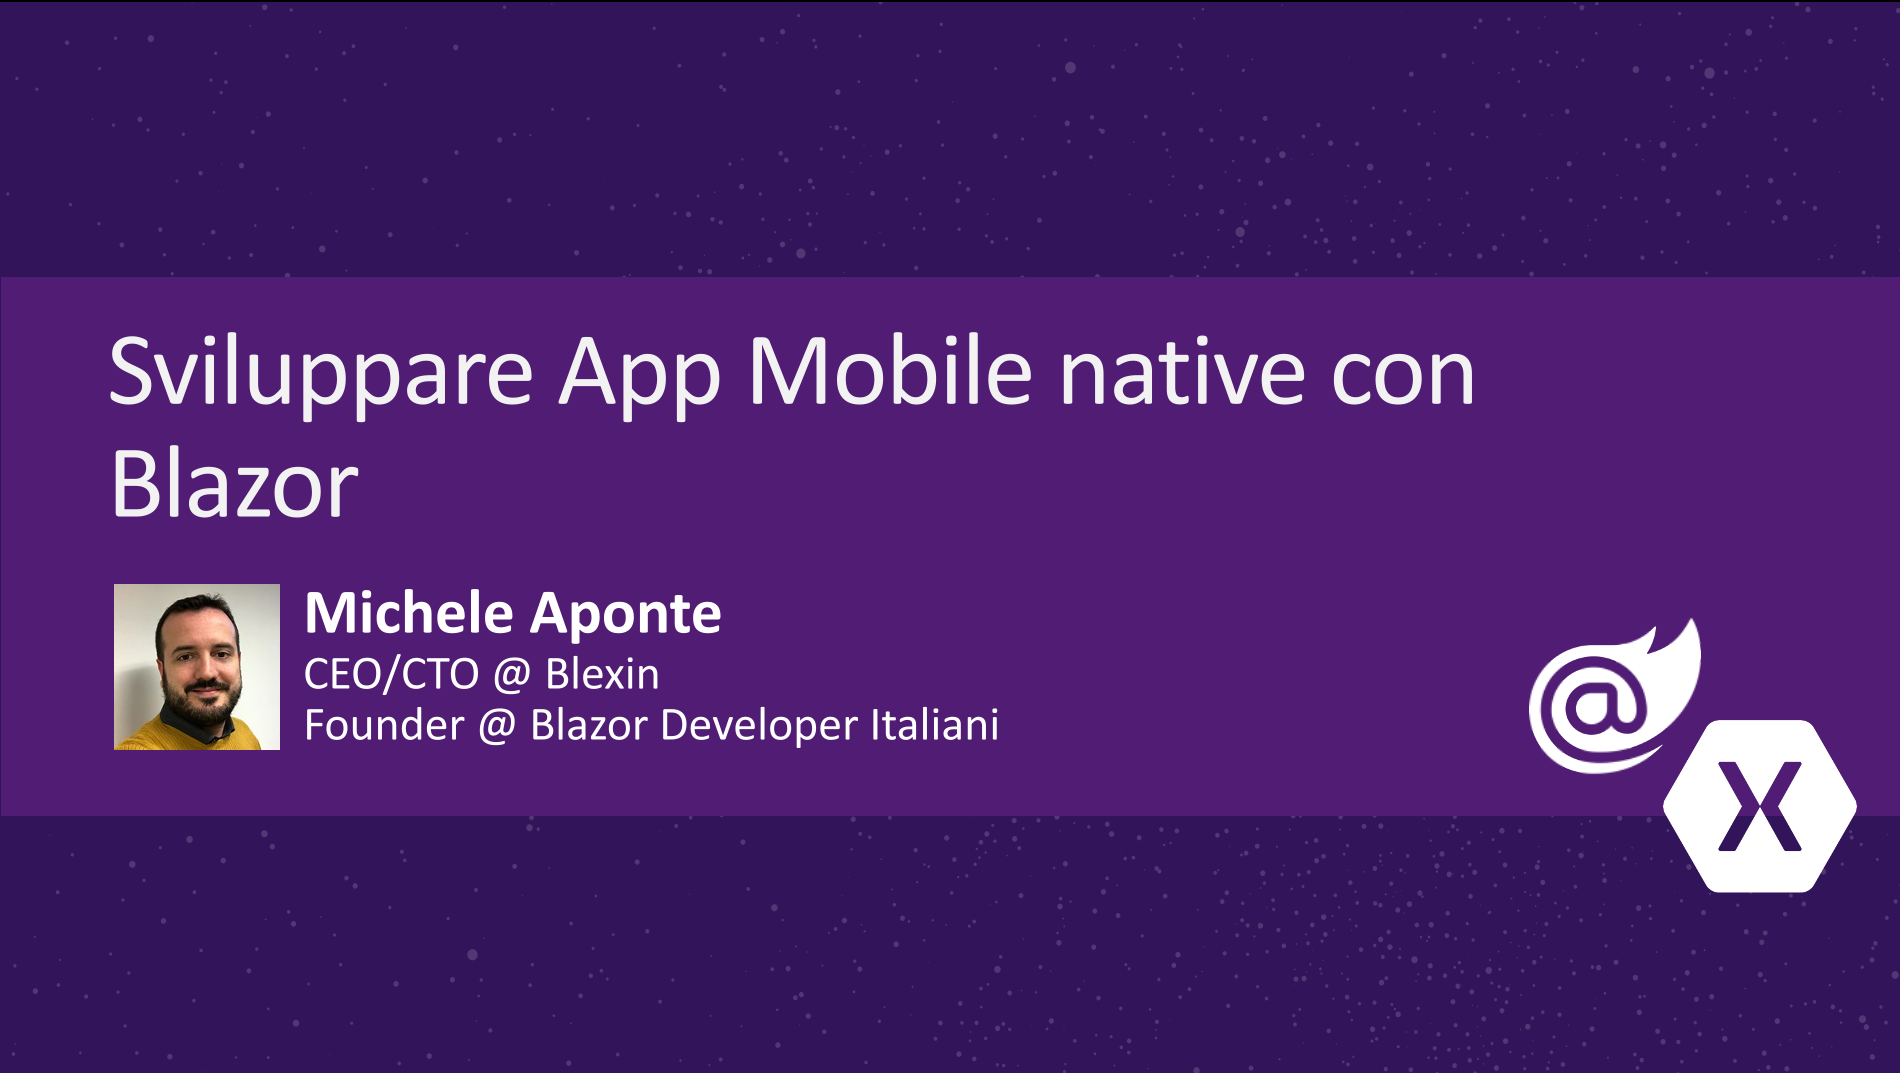 Sviluppare App Mobile native con
Blazor
Michele Aponte
CEO/CTO @ Blexin
Founder @ Blazor Developer Italiani